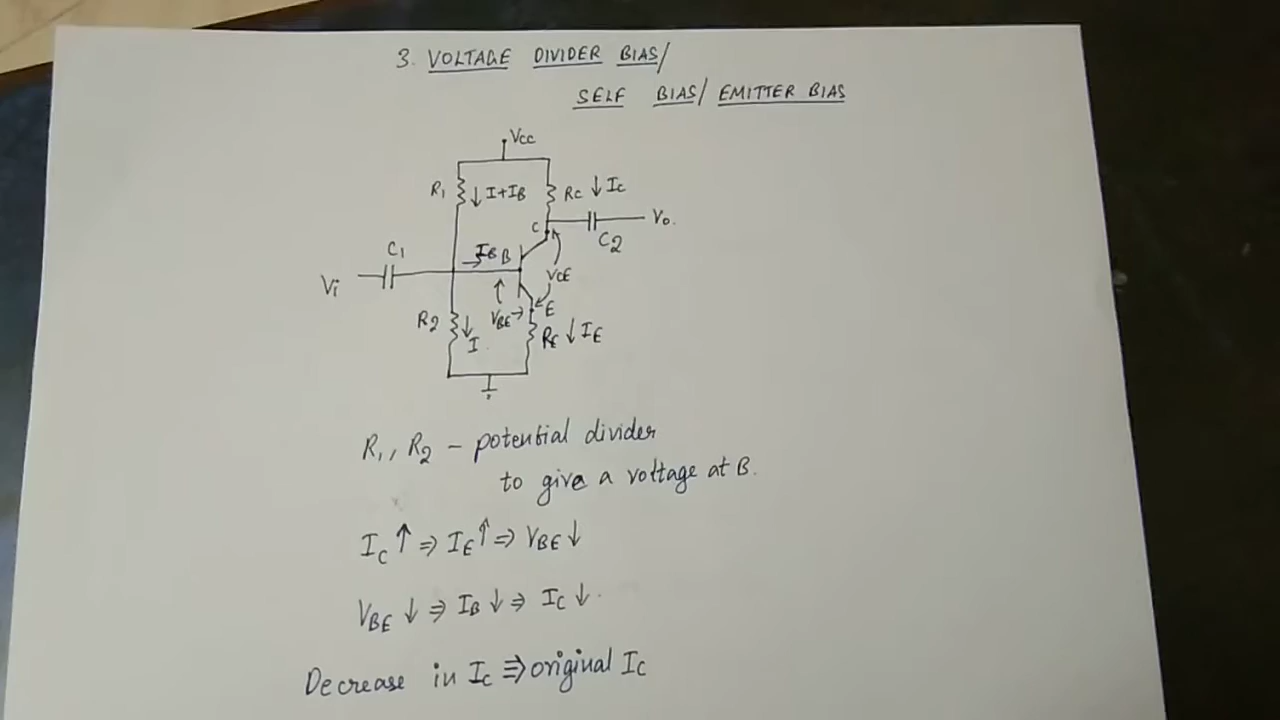 3. VOLTAGE DIVIDER BIAS/
SELF BIAS/ EMITTER BIAS
Vcc
R1 ↓ I+IB
Rc ↓ Ic
C
C2
Vo.
C1
Vi
IB B
→
VCE
VBE →
E
R2 ↓ I
RE ↓ IE
R1, R2 – potential divider
to give a voltage at B.
IC ↑ ⇒ IE ↑ ⇒ VBE ↓
VBE ↓ ⇒ IB ↓ ⇒ IC ↓.
Decrease in IC ⇒ original IC